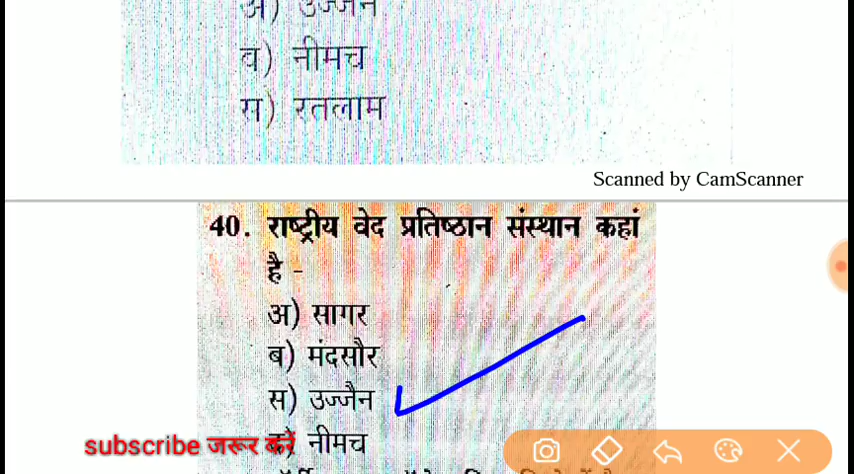 अ) उज्जैन
व) नीमच
स) रतलाम
Scanned by CamScanner
40. राष्ट्रीय वेद प्रतिष्ठान संस्थान कहां
है -
अ) सागर
ब) मंदसौर
स) उज्जैन
द) नीमच
subscribe जरूर करें